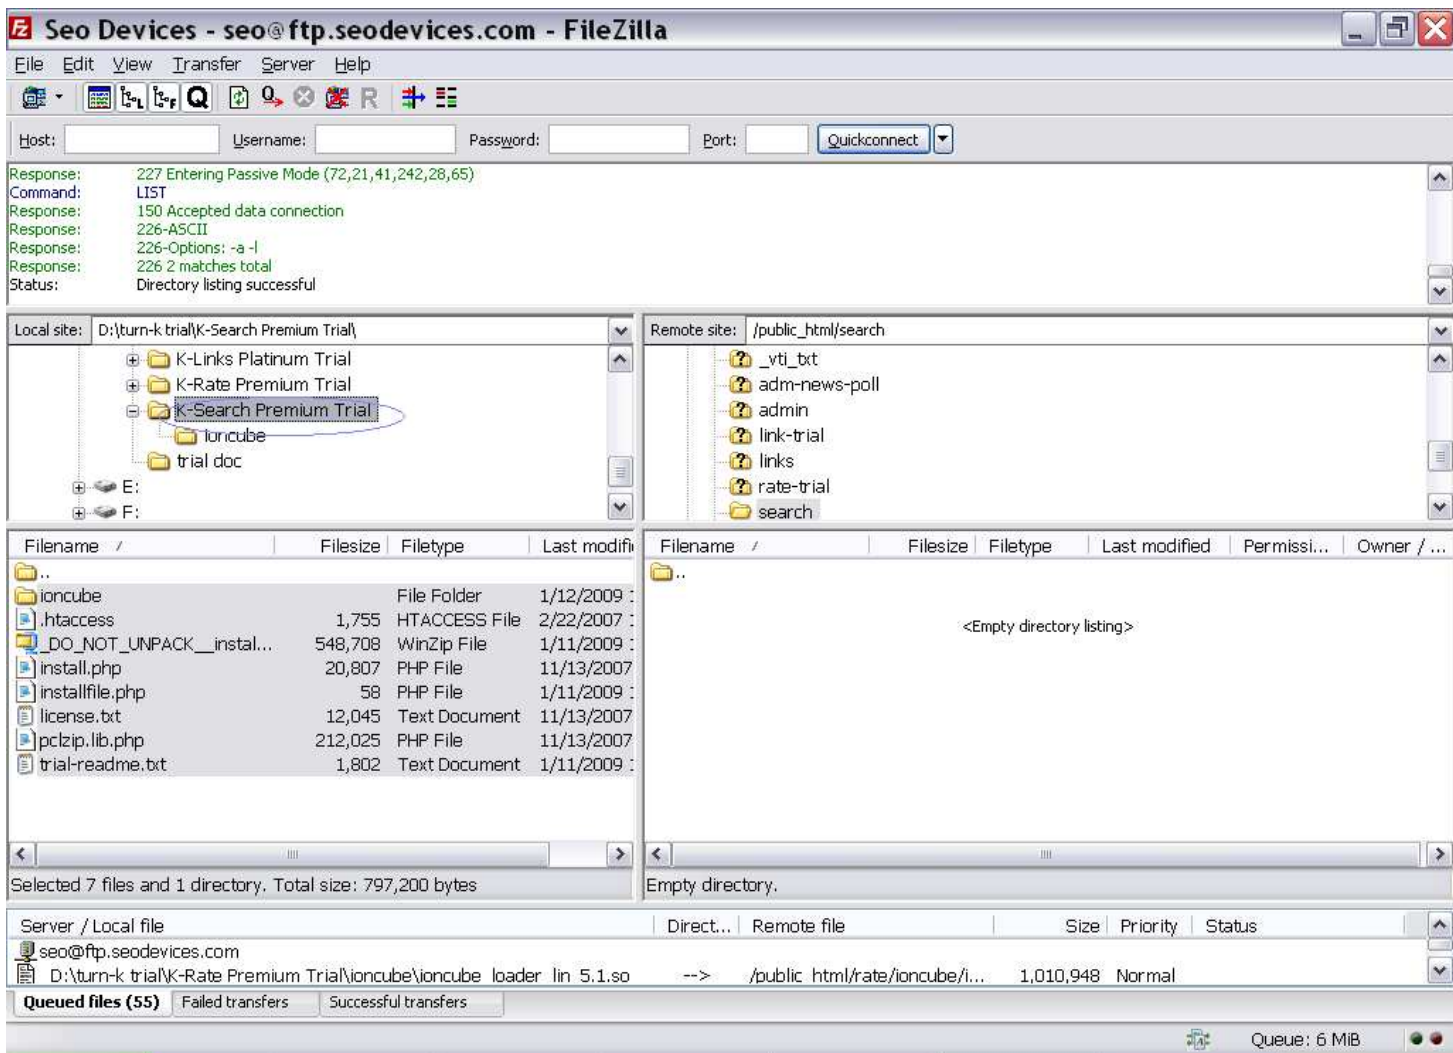 Seo Devices - seo@ftp.seodevices.com - FileZilla
File Edit View Transfer Server Help
Host: Username: Password: Port: Quickconnect
Response: 227 Entering Passive Mode (72,21,41,242,28,65)
Command: LIST
Response: 150 Accepted data connection
Response: 226-ASCII
Response: 226-Options: -a -l
Response: 226 2 matches total
Status: Directory listing successful
Local site: D:\turn-k trial\K-Search Premium Trial\
K-Links Platinum Trial
K-Rate Premium Trial
K-Search Premium Trial
ioncube
trial doc
E:
F:
Remote site: /public_html/search
_vti_txt
adm-news-poll
admin
link-trial
links
rate-trial
search
Filename / Filesize Filetype Last modifi
..
ioncube File Folder 1/12/2009
.htaccess 1,755 HTACCESS File 2/22/2007
_DO_NOT_UNPACK__instal... 548,708 WinZip File 1/11/2009
install.php 20,807 PHP File 11/13/2007
installfile.php 58 PHP File 1/11/2009
license.txt 12,045 Text Document 11/13/2007
pclzip.lib.php 212,025 PHP File 11/13/2007
trial-readme.txt 1,802 Text Document 1/11/2009
Selected 7 files and 1 directory. Total size: 797,200 bytes
Filename / Filesize Filetype Last modified Permissi... Owner / ...
..
<Empty directory listing>
Empty directory.
Server / Local file Direct... Remote file Size Priority Status
seo@ftp.seodevices.com
D:\turn-k trial\K-Rate Premium Trial\ioncube\ioncube_loader_lin_5.1.so --> /public_html/rate/ioncube/i... 1,010,948 Normal
Queued files (55) Failed transfers Successful transfers
Queue: 6 MiB